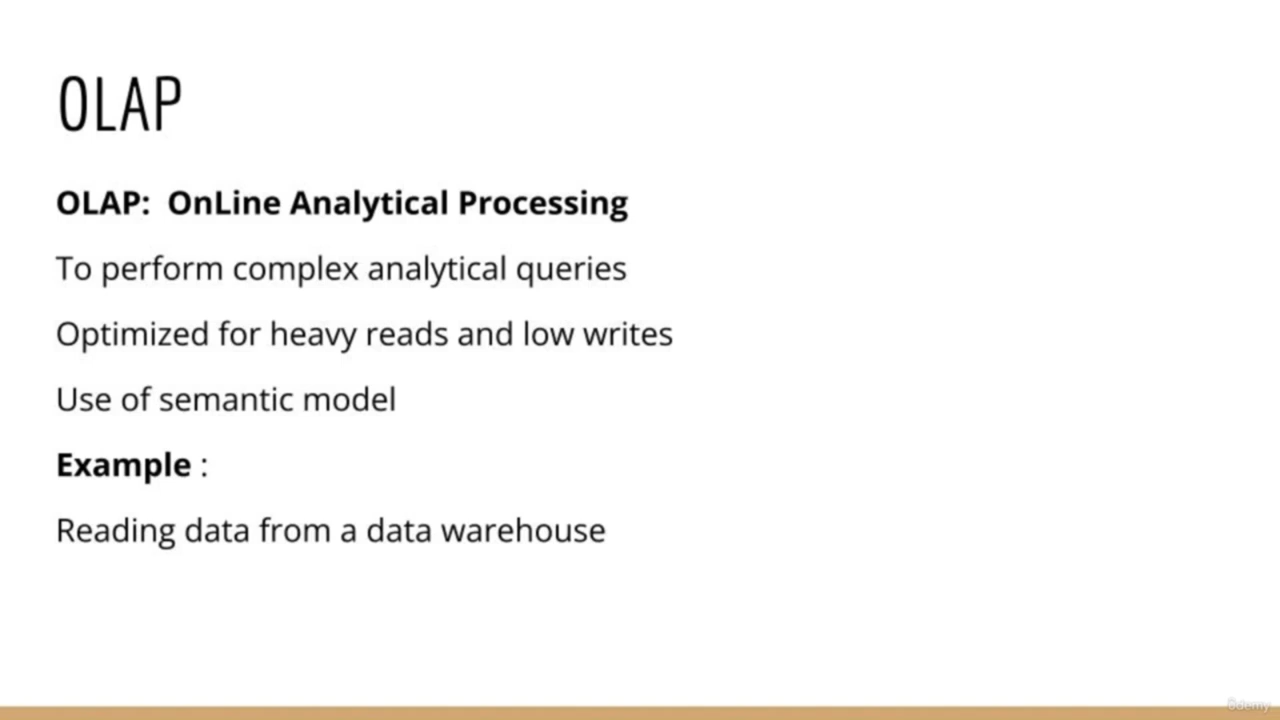 OLAP
OLAP: OnLine Analytical Processing
To perform complex analytical queries
Optimized for heavy reads and low writes
Use of semantic model
Example :
Reading data from a data warehouse
Udemy